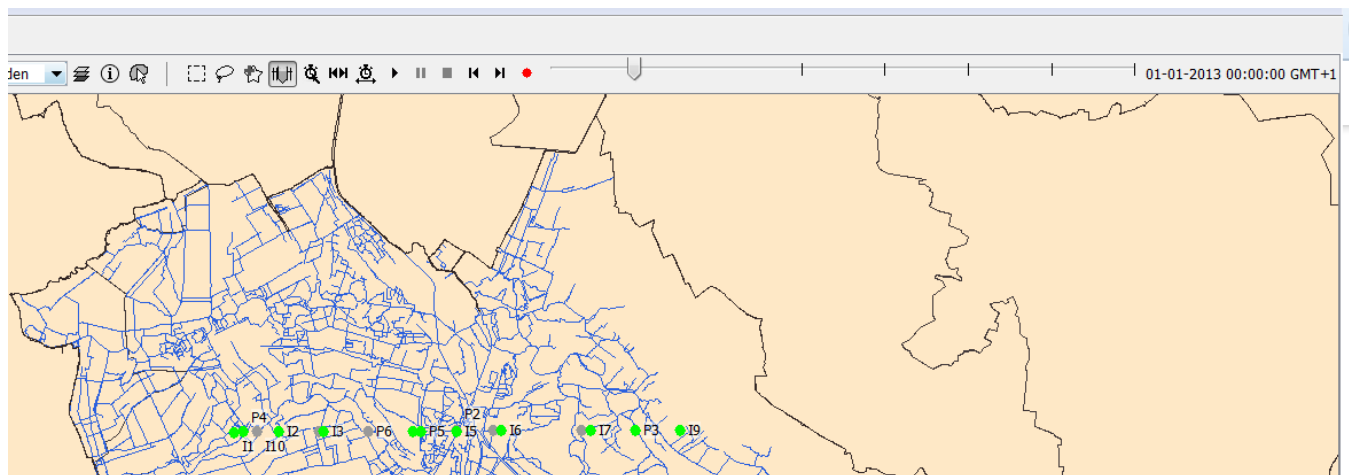 den
01-01-2013 00:00:00 GMT+1
P4 P2
I2 I3 P6 P5 I5 I6 I7 P3 I9
I1 I10